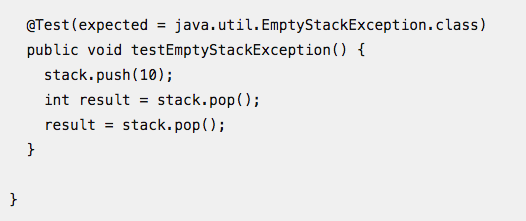 @Test(expected = java.util.EmptyStackException.class)
public void testEmptyStackException() {
stack.push(10);
int result = stack.pop();
result = stack.pop();
}
}